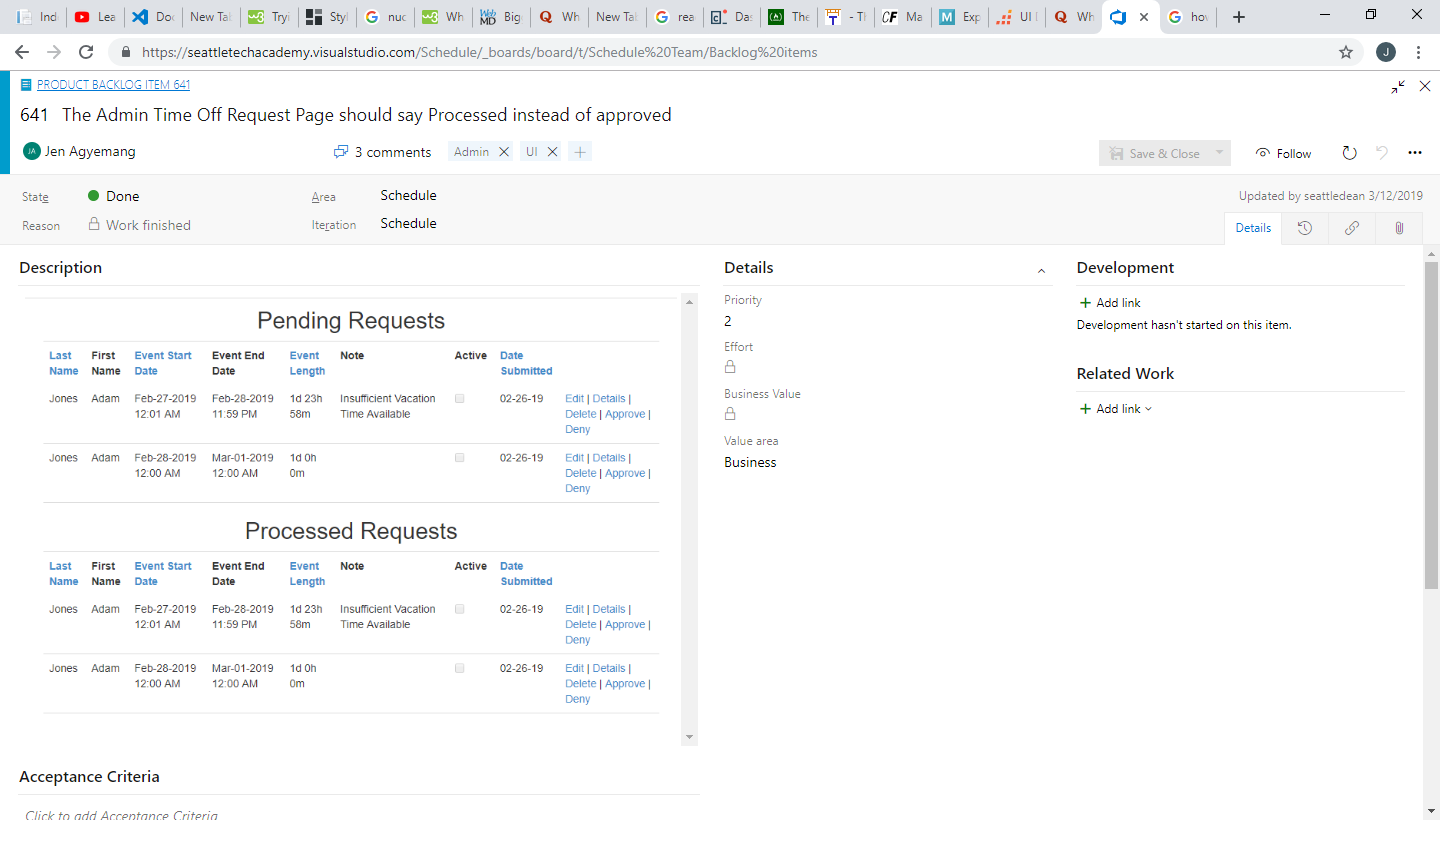 Ind
Lea
Doc
New Tab
Tryi
Styl
nuc
Wh
Web MD
Big
Wh
New Tab
rea
Das
The
- Tl
CF
Ma
Exp
UI
Wh
hov
https://seattletechacademy.visualstudio.com/Schedule/_boards/board/t/Schedule%20Team/Backlog%20items
J
PRODUCT BACKLOG ITEM 641
641 The Admin Time Off Request Page should say Processed instead of approved
JA Jen Agyemang
3 comments
Admin
UI
Save & Close
Follow
State Done
Area Schedule
Updated by seattledean 3/12/2019
Reason Work finished
Iteration Schedule
Details
Description
Pending Requests
Last First Event Start Event End Event Note Active Date
Name Name Date Date Length Submitted
Jones Adam Feb-27-2019 Feb-28-2019 1d 23h Insufficient Vacation 02-26-19 Edit | Details |
12:01 AM 11:59 PM 58m Time Available Delete | Approve |
Deny
Jones Adam Feb-28-2019 Mar-01-2019 1d 0h 02-26-19 Edit | Details |
12:00 AM 12:00 AM 0m Delete | Approve |
Deny
Processed Requests
Last First Event Start Event End Event Note Active Date
Name Name Date Date Length Submitted
Jones Adam Feb-27-2019 Feb-28-2019 1d 23h Insufficient Vacation 02-26-19 Edit | Details |
12:01 AM 11:59 PM 58m Time Available Delete | Approve |
Deny
Jones Adam Feb-28-2019 Mar-01-2019 1d 0h 02-26-19 Edit | Details |
12:00 AM 12:00 AM 0m Delete | Approve |
Deny
Acceptance Criteria
Click to add Acceptance Criteria
Details
Priority
2
Effort
Business Value
Value area
Business
Development
Add link
Development hasn't started on this item.
Related Work
Add link